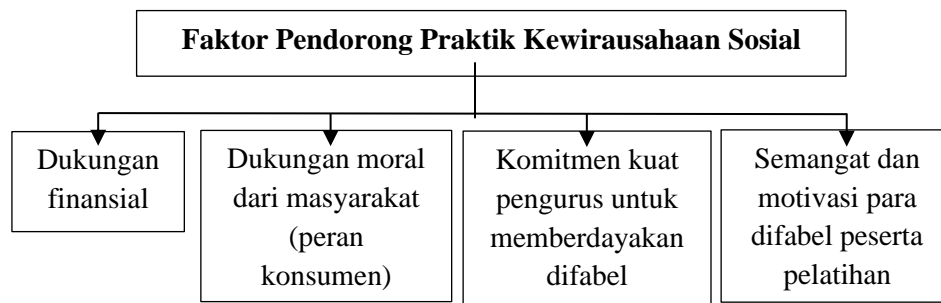 Faktor Pendorong Praktik Kewirausahaan Sosial
Dukungan
finansial
Dukungan moral
dari masyarakat
(peran
konsumen)
Komitmen kuat
pengurus untuk
memberdayakan
difabel
Semangat dan
motivasi para
difabel peserta
pelatihan